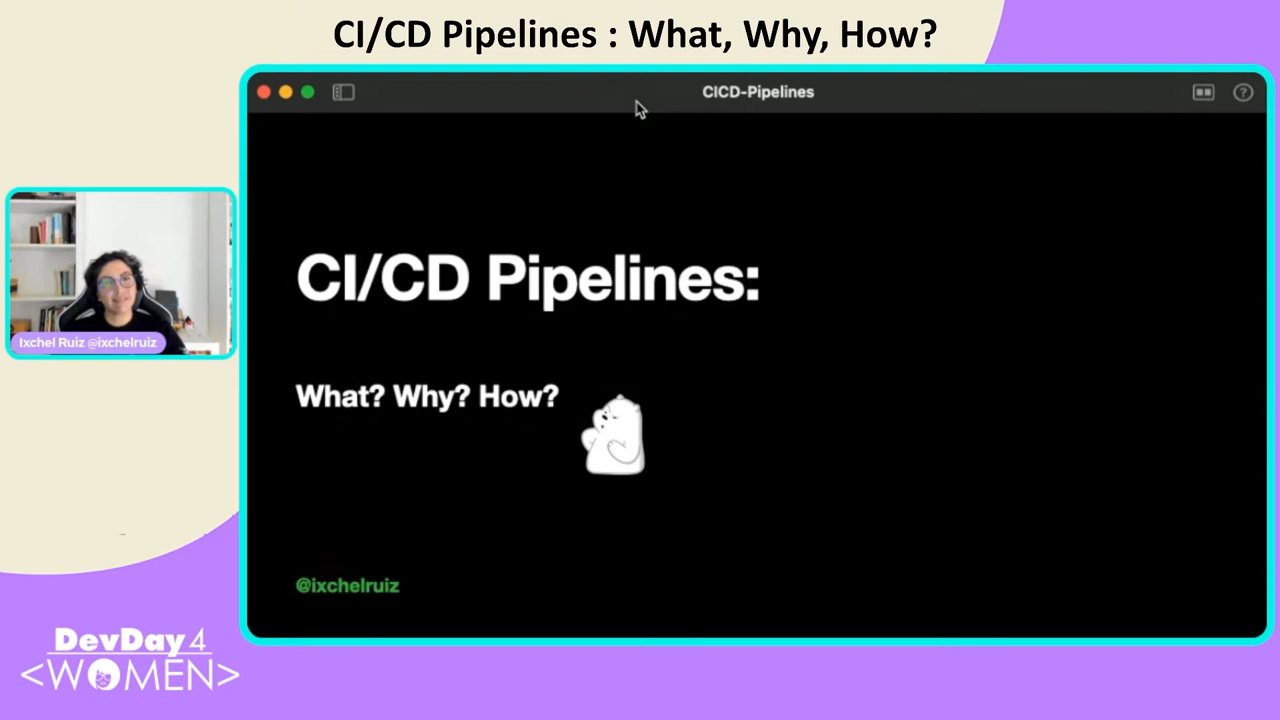 CI/CD Pipelines : What, Why, How?
CICD-Pipelines
CI/CD Pipelines:
What? Why? How?
Ixchel Ruiz @ixchelruiz
@ixchelruiz
DevDay4
<WOMEN>